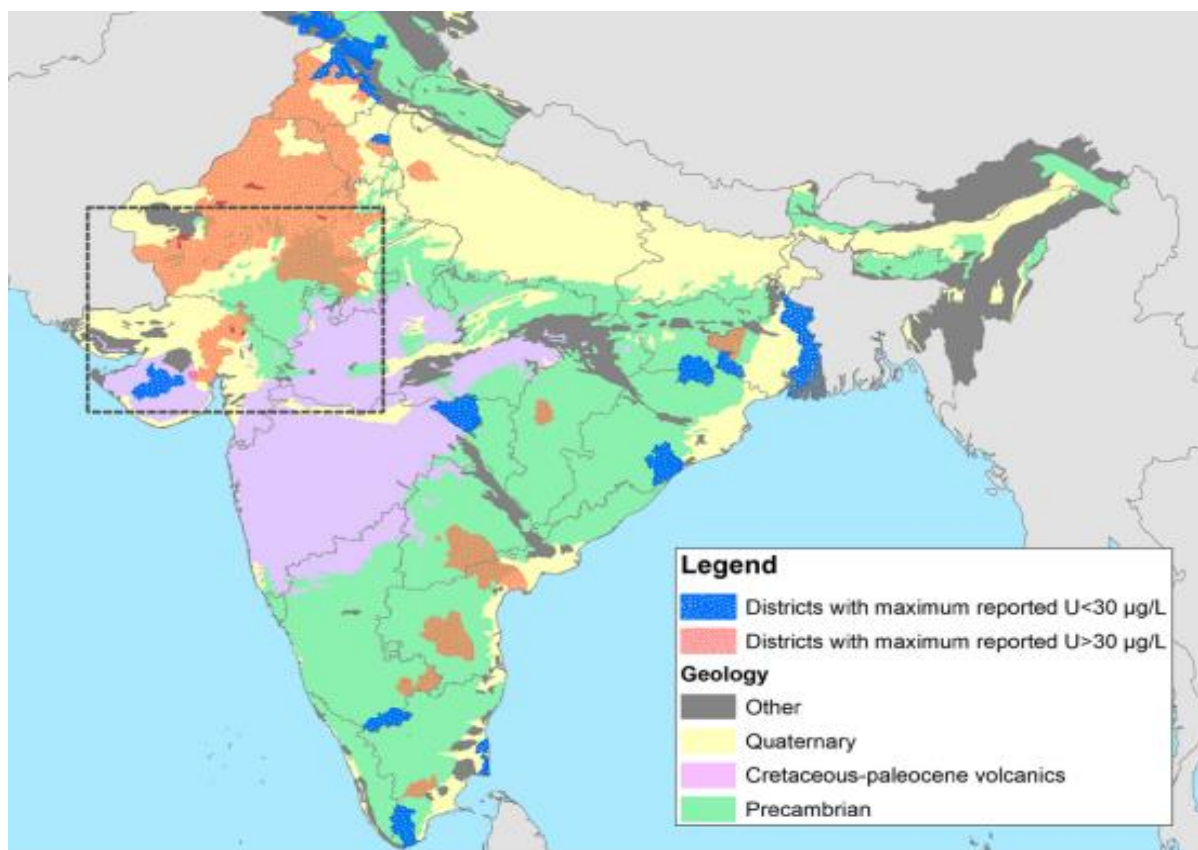 Legend
Districts with maximum reported U<30 µg/L
Districts with maximum reported U>30 µg/L
Geology
Other
Quaternary
Cretaceous-paleocene volcanics
Precambrian